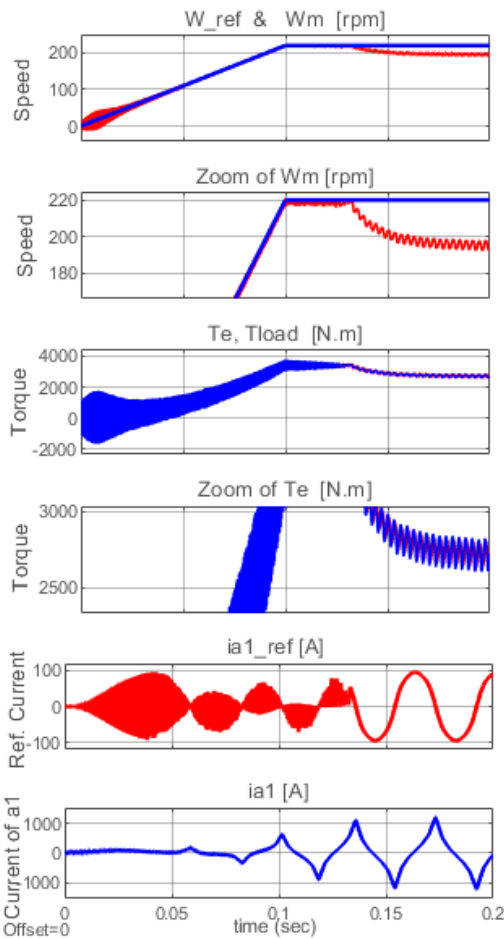 W_ref & Wm [rpm]
Speed
200
100
0
Zoom of Wm [rpm]
Speed
220
200
180
Te, Tload [N.m]
Torque
4000
2000
0
-2000
Zoom of Te [N.m]
Torque
3000
2500
ia1_ref [A]
Ref. Current
100
0
-100
ia1 [A]
Current of a1
1000
0
1000
0 0.05 0.1 0.15 0.2
Offset=0 time (sec)